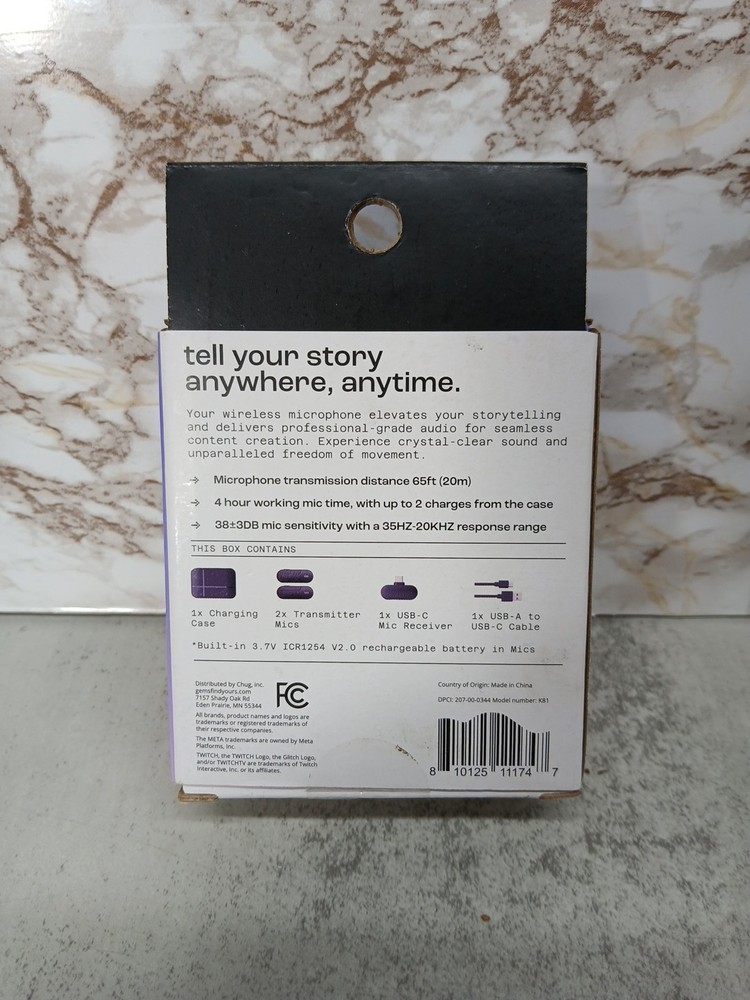 tell your story
anywhere, anytime.
Your wireless microphone elevates your storytelling
and delivers professional-grade audio for seamless
content creation. Experience crystal-clear sound and
unparalleled freedom of movement.
Microphone transmission distance 65ft (20m)
4 hour working mic time, with up to 2 charges from the case
38±3DB mic sensitivity with a 35HZ-20KHZ response range
THIS BOX CONTAINS
1x Charging
Case
2x Transmitter
Mics
1x USB-C
Mic Receiver
1x USB-A to
USB-C Cable
*Built-in 3.7V ICR1254 V2.0 rechargeable battery in Mics
Distributed by Chug, inc.
gemsfindyours.com
7157 Shady Oak Rd
Eden Prairie, MN 55344
FC
All brands, product names and logos are
trademarks or registered trademarks of
their respective companies.
The META trademarks are owned by Meta
Platforms, Inc.
TWITCH, the TWITCH Logo, the Glitch Logo,
and/or TWITCHTV are trademarks of Twitch
Interactive, Inc. or its affiliates.
Country of Origin: Made in China
DPCI: 207-00-0344 Model number: K81
8 10125 11174 7